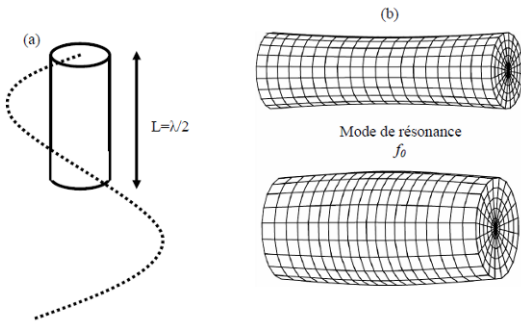 (a)
L=λ/2
(b)
Mode de résonance
f₀